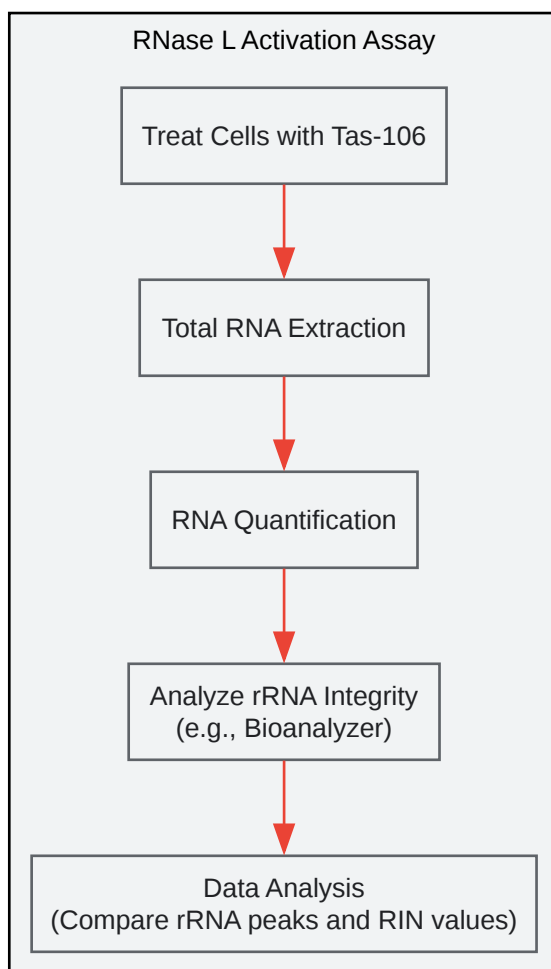 RNase L Activation Assay
Treat Cells with Tas-106
Total RNA Extraction
RNA Quantification
Analyze rRNA Integrity
(e.g., Bioanalyzer)
Data Analysis
(Compare rRNA peaks and RIN values)